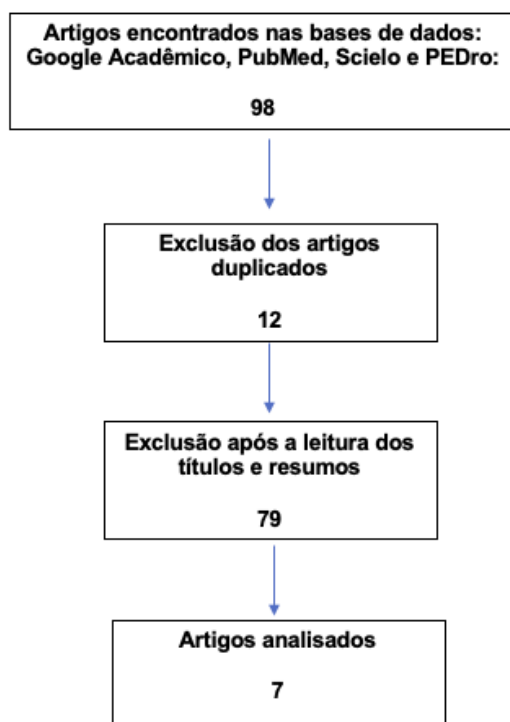 Artigos encontrados nas bases de dados:
Google Acadêmico, PubMed, Scielo e PEDro:
98
Exclusão dos artigos
duplicados
12
Exclusão após a leitura dos
títulos e resumos
79
Artigos analisados
7